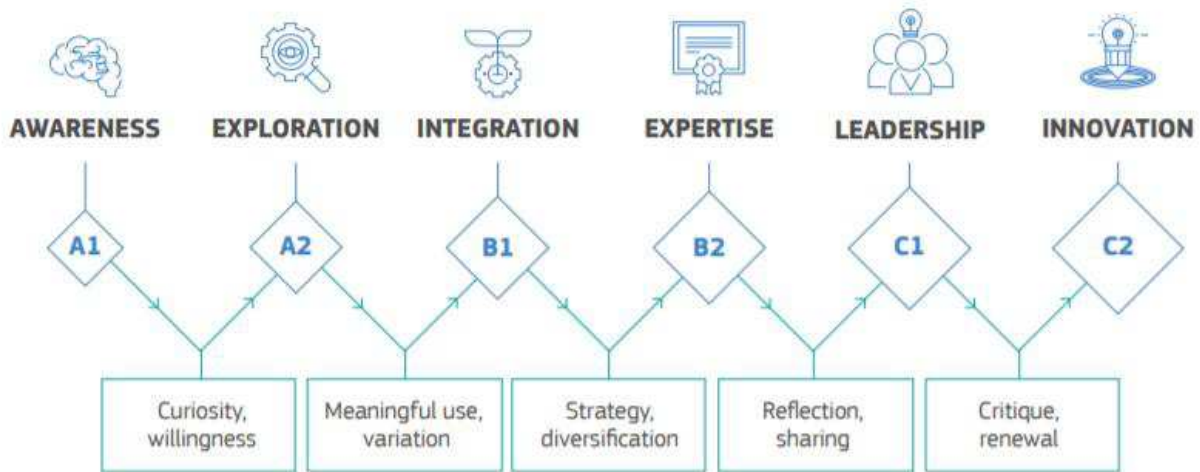 AWARENESS EXPLORATION INTEGRATION EXPERTISE LEADERSHIP INNOVATION
A1 A2 B1 B2 C1 C2
Curiosity,
willingness
Meaningful use,
variation
Strategy,
diversification
Reflection,
sharing
Critique,
renewal